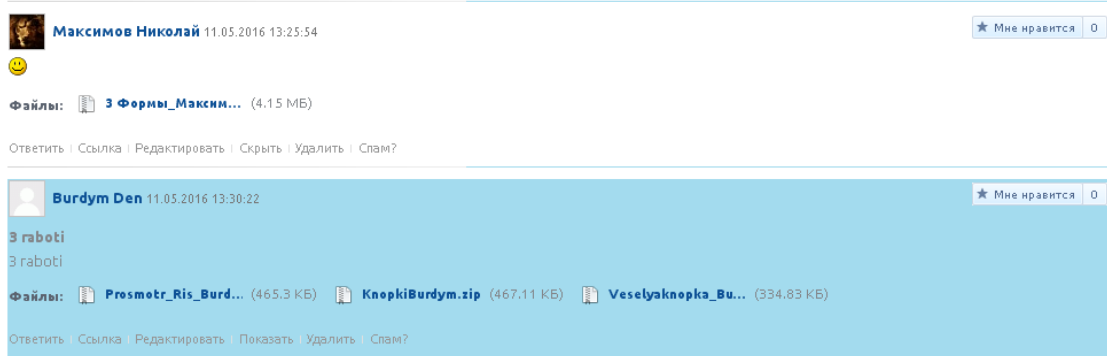 Максимов Николай 11.05.2016 13:25:54 Мне нравится 0
Файлы: 3 Формы_Максим... (4.15 МБ)
Ответить Ссылка Редактировать Скрыть Удалить Спам?
Burdym Den 11.05.2016 13:30:22 Мне нравится 0
3 raboti
3 raboti
Файлы: Prosmotr_Ris_Burd... (465.3 КБ) KnopkiBurdym.zip (467.11 КБ) Veselyaknopka_Bu... (334.83 КБ)
Ответить Ссылка Редактировать Показать Удалить Спам?